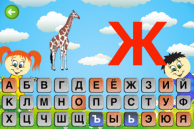 Ж
А Б В Г Д Е Ё Ж З И Й
К Л М Н О П Р С Т У Ф
Х Ц Ч Ш Щ Ъ Ы Ь Э Ю Я